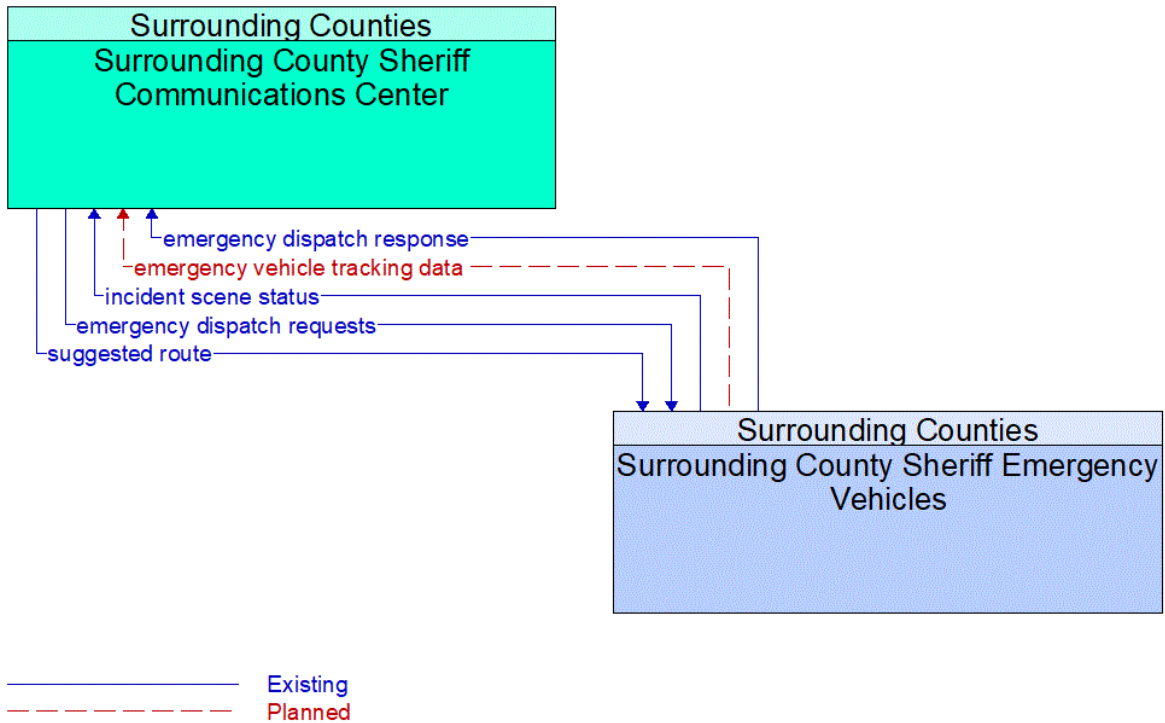 Surrounding Counties
Surrounding County Sheriff
Communications Center
emergency dispatch response
emergency vehicle tracking data
incident scene status
emergency dispatch requests
suggested route
Surrounding Counties
Surrounding County Sheriff Emergency
Vehicles
Existing
Planned